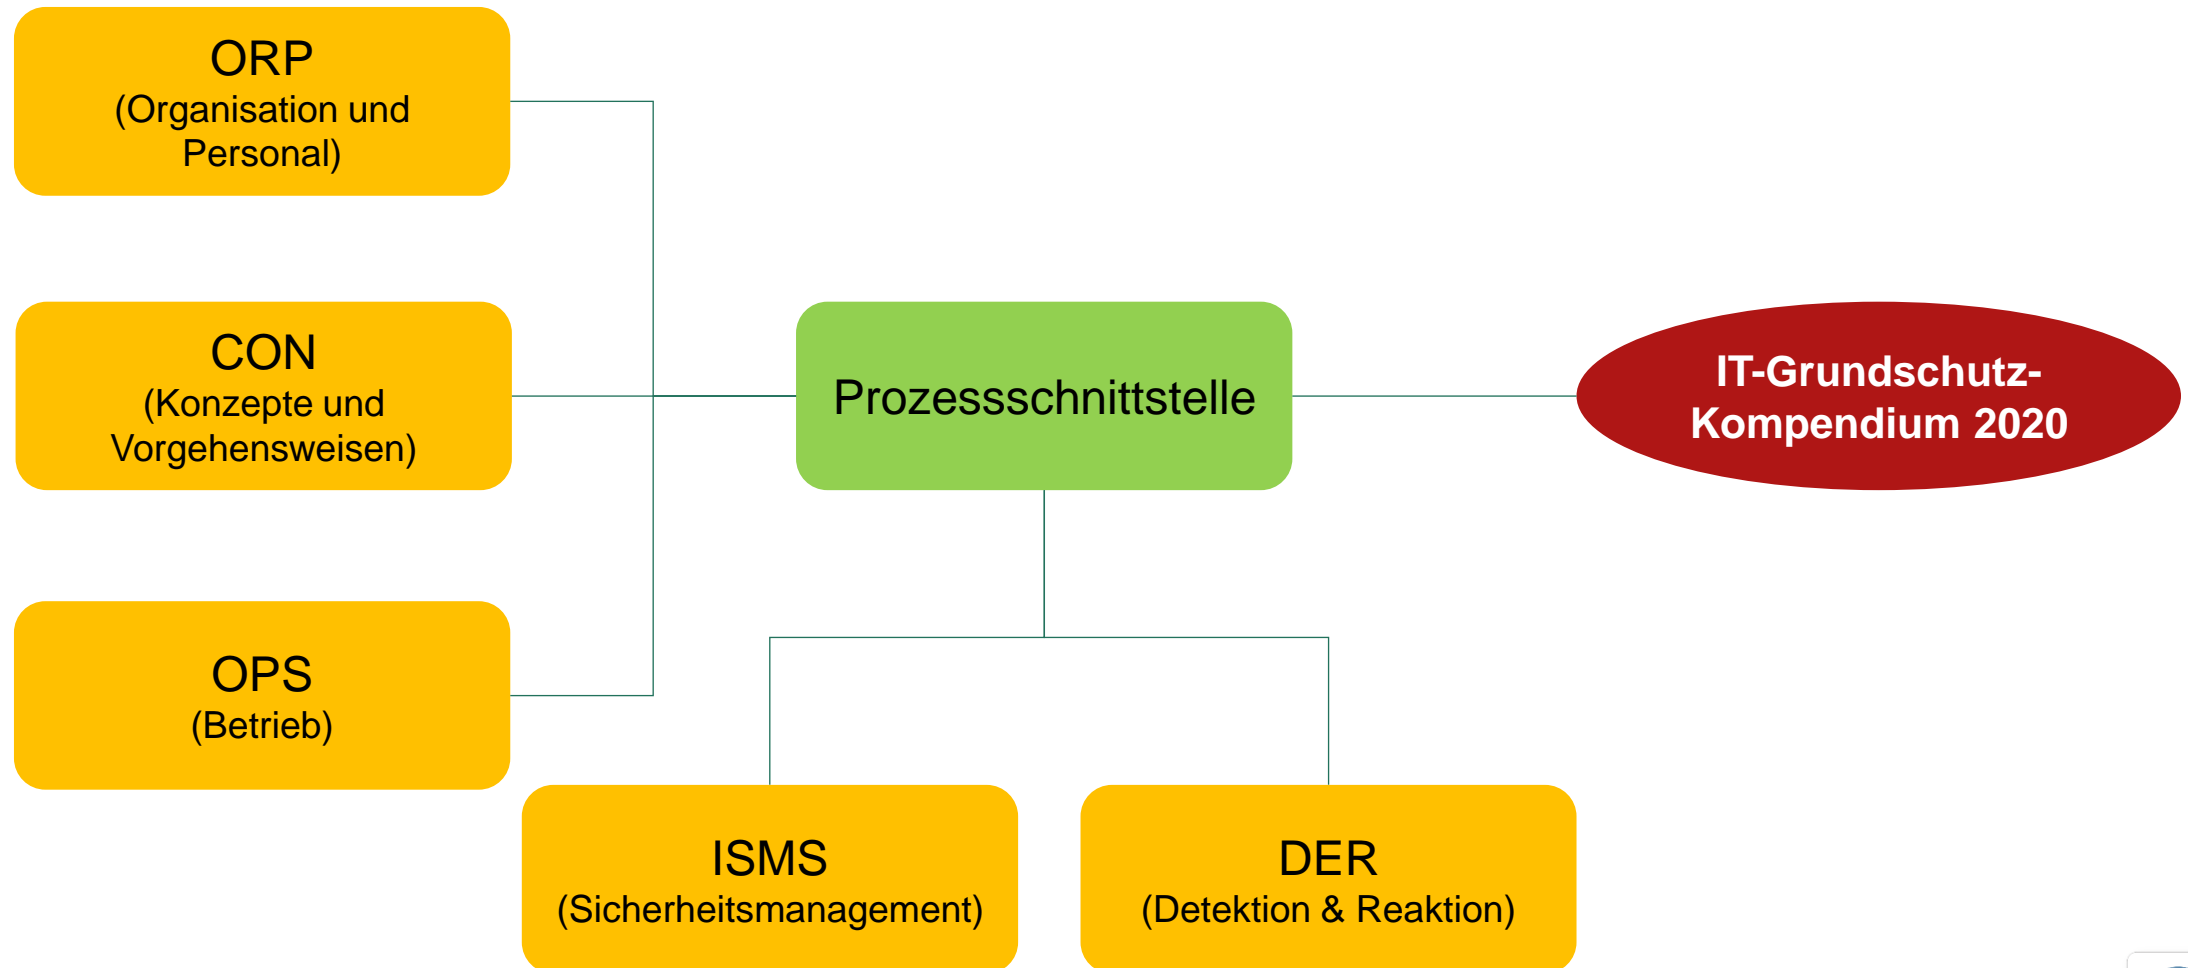 ORP
(Organisation und
Personal)
CON
(Konzepte und
Vorgehensweisen)
Prozessschnittstelle
IT-Grundschutz-
Kompendium 2020
OPS
(Betrieb)
ISMS
(Sicherheitsmanagement)
DER
(Detektion & Reaktion)